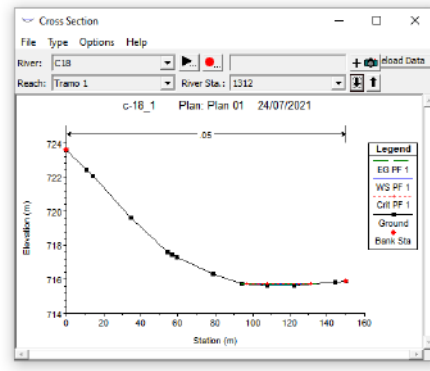 Cross Section
File Type Options Help
River: C18 eload Data
Reach: Tramo 1 River Sta.: 1312
c-18_1 Plan: Plan 01 24/07/2021
.05
724
722
720
718
716
714
0 20 40 60 80 100 120 140 160
Elevation (m)
Station (m)
Legend
EG PF 1
WS PF 1
Crit PF 1
Ground
Bank Sta